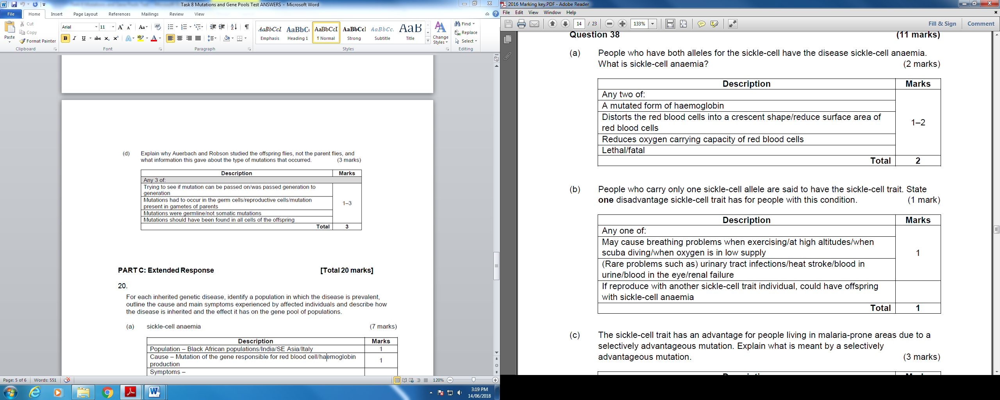 Task 8 Mutations and Gene Pools Test ANSWERS - Microsoft Word
File Home Insert Page Layout References Mailings Review View
Cut
Copy
Format Painter
Paste
Clipboard
Arial 11
Font
Paragraph
AaBbCcI AaBbC AaBbCcI AaBbCcI AaBbCc. AaB
Emphasis Heading 1 ¶ Normal Strong Subtitle Title
Change Styles
Styles
Find
Replace
Select
Editing
(d) Explain why Auerbach and Robson studied the offspring flies, not the parent flies, and
what information this gave about the type of mutations that occurred. (3 marks)
Description Marks
Any 3 of:
Trying to see if mutation can be passed on/was passed generation to
generation
Mutations had to occur in the germ cells/reproductive cells/mutation
present in gametes of parents
1–3
Mutations were germline/not somatic mutations
Mutations should have been found in all cells of the offspring
Total 3
PART C: Extended Response [Total 20 marks]
20.
For each inherited genetic disease, identify a population in which the disease is prevalent,
outline the cause and main symptoms experienced by affected individuals and describe how
the disease is inherited and the effect it has on the gene pool of populations.
(a) sickle-cell anaemia (7 marks)
Description Marks
Population – Black African populations/India/SE Asia/Italy 1
Cause – Mutation of the gene responsible for red blood cell/haemoglobin
production 1
Symptoms –
Page: 5 of 6 Words: 551 120%
3:19 PM
14/06/2018
2016 Marking key.PDF - Adobe Reader
File Edit View Window Help
14 / 23 133% Fill & Sign Comment
Question 38 (11 marks)
(a) People who have both alleles for the sickle-cell have the disease sickle-cell anaemia.
What is sickle-cell anaemia? (2 marks)
Description Marks
Any two of:
A mutated form of haemoglobin
Distorts the red blood cells into a crescent shape/reduce surface area of
red blood cells
1–2
Reduces oxygen carrying capacity of red blood cells
Lethal/fatal
Total 2
(b) People who carry only one sickle-cell allele are said to have the sickle-cell trait. State
one disadvantage sickle-cell trait has for people with this condition. (1 mark)
Description Marks
Any one of:
May cause breathing problems when exercising/at high altitudes/when
scuba diving/when oxygen is in low supply
1
(Rare problems such as) urinary tract infections/heat stroke/blood in
urine/blood in the eye/renal failure
If reproduce with another sickle-cell trait individual, could have offspring
with sickle-cell anaemia
Total 1
(c) The sickle-cell trait has an advantage for people living in malaria-prone areas due to a
selectively advantageous mutation. Explain what is meant by a selectively
advantageous mutation. (3 marks)